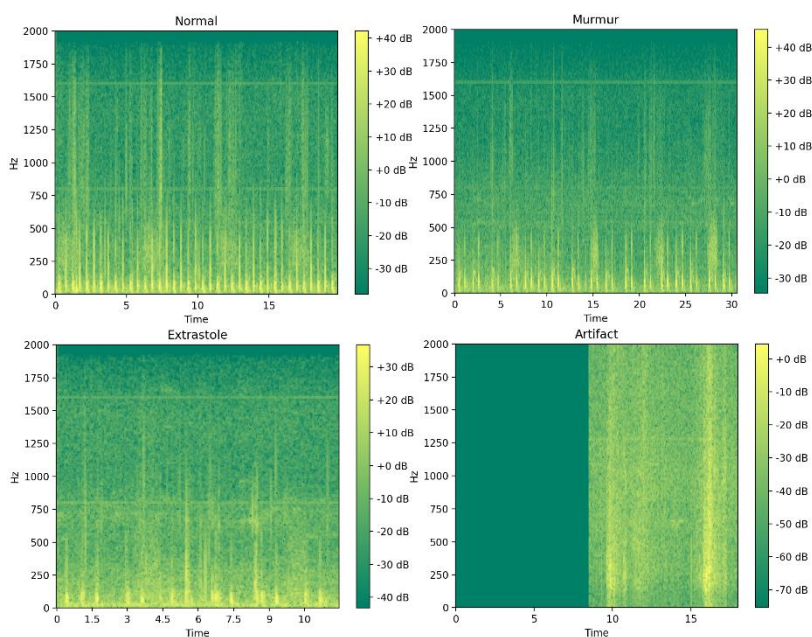 Normal
2000
1750
1500
1250
1000
750
500
250
0
Hz
0
5
10
15
Time
+40 dB
+30 dB
+20 dB
+10 dB
+0 dB
-10 dB
-20 dB
-30 dB
Murmur
2000
1750
1500
1250
1000
750
500
250
0
Hz
0
5
10
15
20
25
30
Time
+40 dB
+30 dB
+20 dB
+10 dB
+0 dB
-10 dB
-20 dB
-30 dB
Extrastole
2000
1750
1500
1250
1000
750
500
250
0
Hz
0
1.5
3
4.5
6
7.5
9
10
Time
+30 dB
+20 dB
+10 dB
+0 dB
-10 dB
-20 dB
-30 dB
-40 dB
Artifact
2000
1750
1500
1250
1000
750
500
250
0
Hz
0
5
10
15
Time
+0 dB
-10 dB
-20 dB
-30 dB
-40 dB
-50 dB
-60 dB
-70 dB